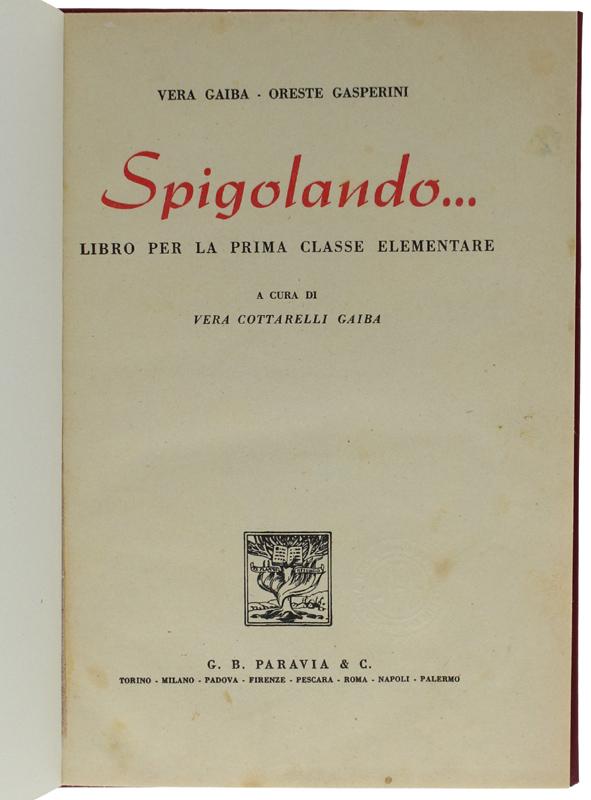 VERA GAIBA - ORESTE GASPERINI
Spigolando...
LIBRO PER LA PRIMA CLASSE ELEMENTARE
A CURA DI
VERA COTTARELLI GAIBA
G. B. PARAVIA & C.
TORINO - MILANO - PADOVA - FIRENZE - PESCARA - ROMA - NAPOLI - PALERMO